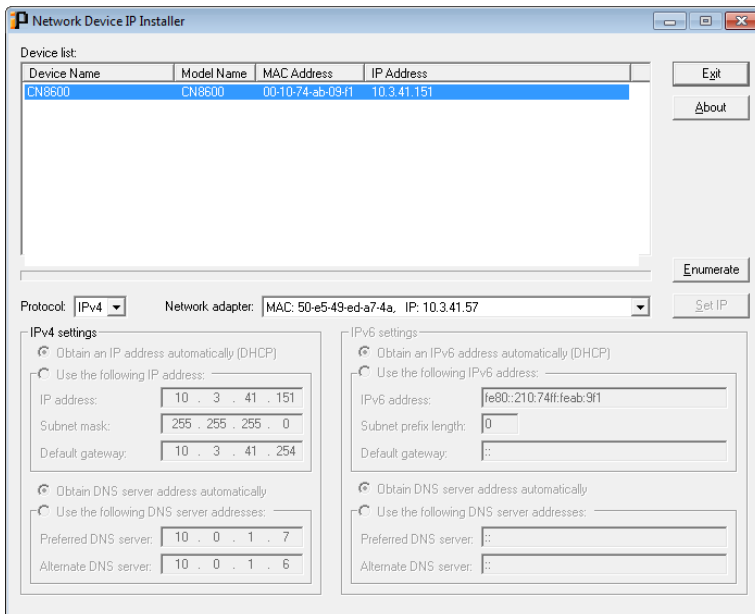 Network Device IP Installer
Device list:
Device Name Model Name MAC Address IP Address
CN8600 CN8600 00-10-74-ab-09-f1 10.3.41.151
Exit
About
Enumerate
Protocol: IPv4 Network adapter: MAC: 50-e5-49-ed-a7-4a, IP: 10.3.41.57 Set IP
IPv4 settings
Obtain an IP address automatically (DHCP)
Use the following IP address:
IP address: 10 . 3 . 41 . 151
Subnet mask: 255 . 255 . 255 . 0
Default gateway: 10 . 3 . 41 . 254
Obtain DNS server address automatically
Use the following DNS server addresses:
Preferred DNS server: 10 . 0 . 1 . 7
Alternate DNS server: 10 . 0 . 1 . 6
IPv6 settings
Obtain an IPv6 address automatically (DHCP)
Use the following IPv6 address:
IPv6 address: fe80::210:74ff:feab:9f1
Subnet prefix length: 0
Default gateway: ::
Obtain DNS server address automatically
Use the following DNS server addresses:
Preferred DNS server: ::
Alternate DNS server: ::